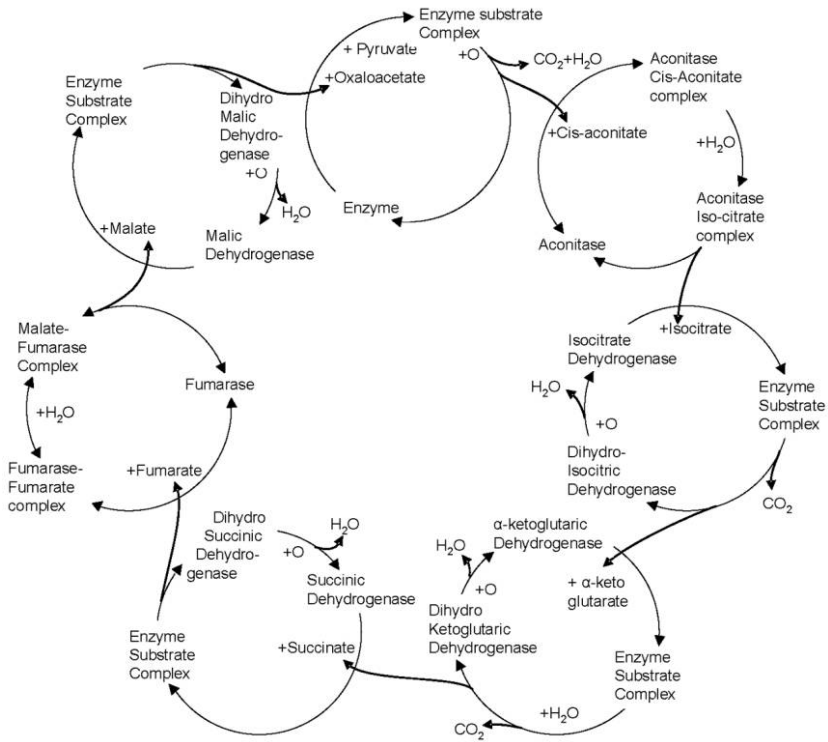 Enzyme substrate
Complex
+ Pyruvate
+O
CO₂+H₂O
+Oxaloacetate
Enzyme
Aconitase
Cis-Aconitate
complex
+Cis-aconitate
+H₂O
Aconitase
Iso-citrate
complex
Aconitase
+Isocitrate
Isocitrate
Dehydrogenase
H₂O
+O
Enzyme
Substrate
Complex
Dihydro-
Isocitric
Dehydrogenase
CO₂
α-ketoglutaric
Dehydrogenase
H₂O
+O
+ α-keto
glutarate
Dihydro
Ketoglutaric
Dehydrogenase
Enzyme
Substrate
Complex
+H₂O
CO₂
+Succinate
Dihydro
Succinic
Dehydro-
genase
+O
H₂O
Succinic
Dehydrogenase
Enzyme
Substrate
Complex
+Fumarate
Fumarase
Fumarase-
Fumarate
complex
+H₂O
Malate-
Fumarase
Complex
+Malate
Malic
Dehydrogenase
Enzyme
Substrate
Complex
Dihydro
Malic
Dehydro-
genase
+O
H₂O